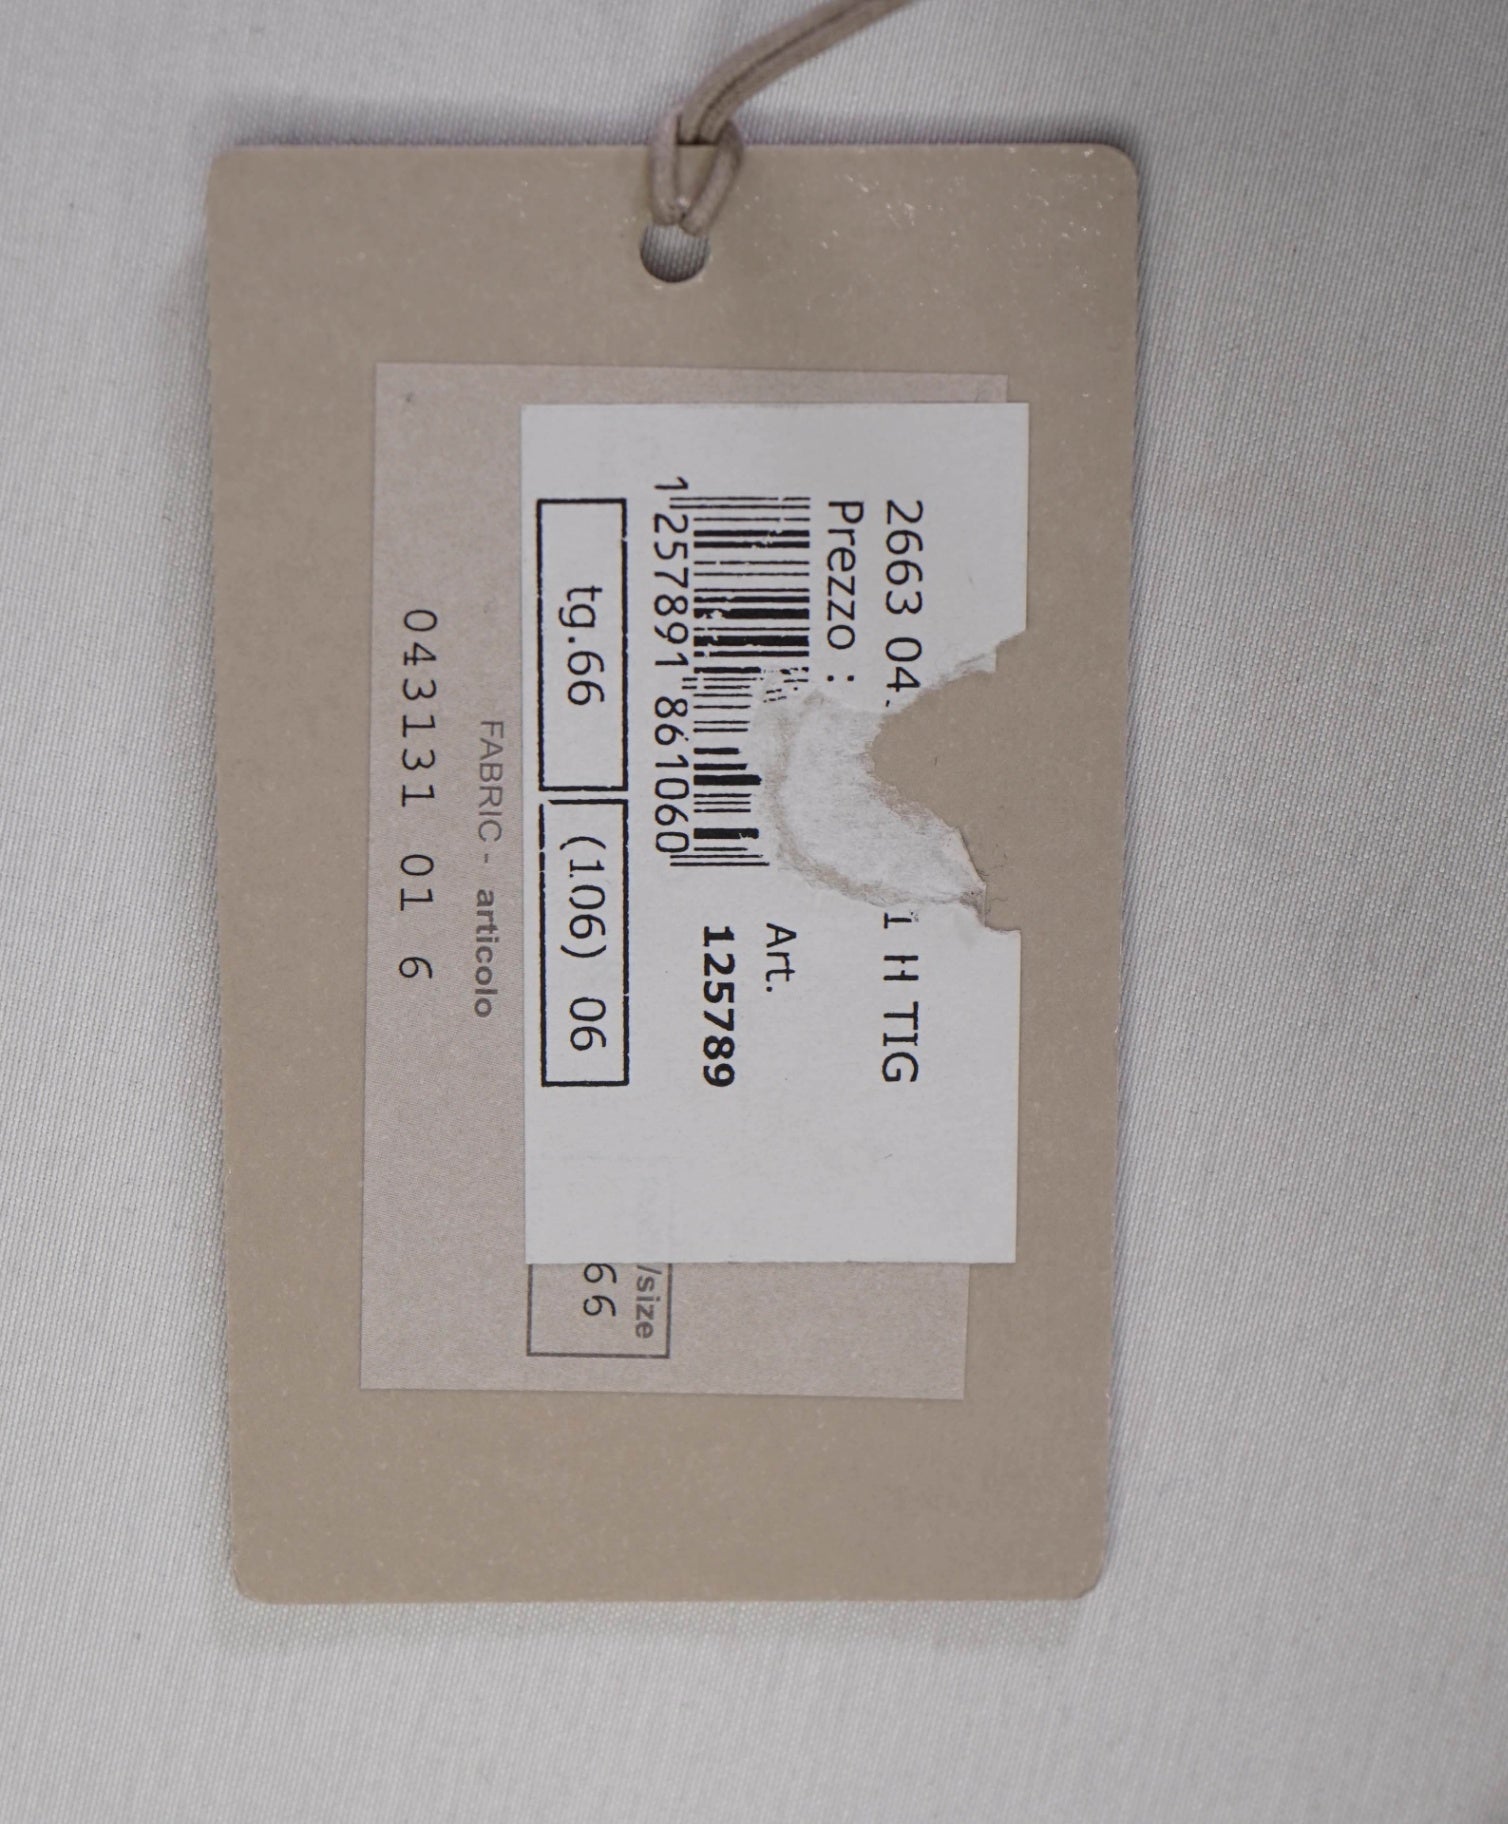 2663 04
H TIG
Prezzo :
1257891 861060
Art.
125789
tg.66
(106) 06
/size
66
FABRIC - articolo
043131 01 6